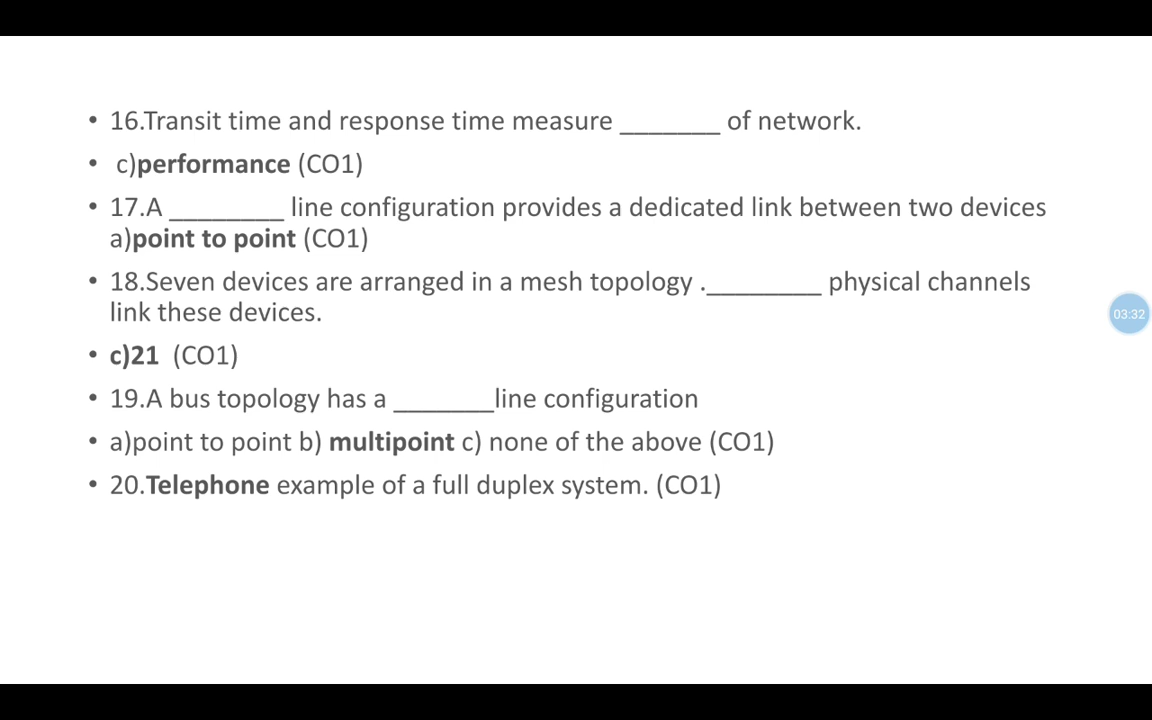 • 16.Transit time and response time measure _______ of network.
• c)performance (CO1)
• 17.A ________ line configuration provides a dedicated link between two devices
a)point to point (CO1)
• 18.Seven devices are arranged in a mesh topology .________ physical channels
link these devices.
• c)21 (CO1)
• 19.A bus topology has a _______line configuration
• a)point to point b) multipoint c) none of the above (CO1)
• 20.Telephone example of a full duplex system. (CO1)
03:32